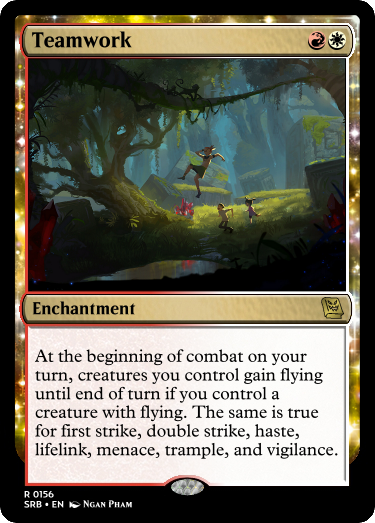 Teamwork
Enchantment
At the beginning of combat on your
turn, creatures you control gain flying
until end of turn if you control a
creature with flying. The same is true
for first strike, double strike, haste,
lifelink, menace, trample, and vigilance.
R 0156
SRB • EN NGAN PHAM